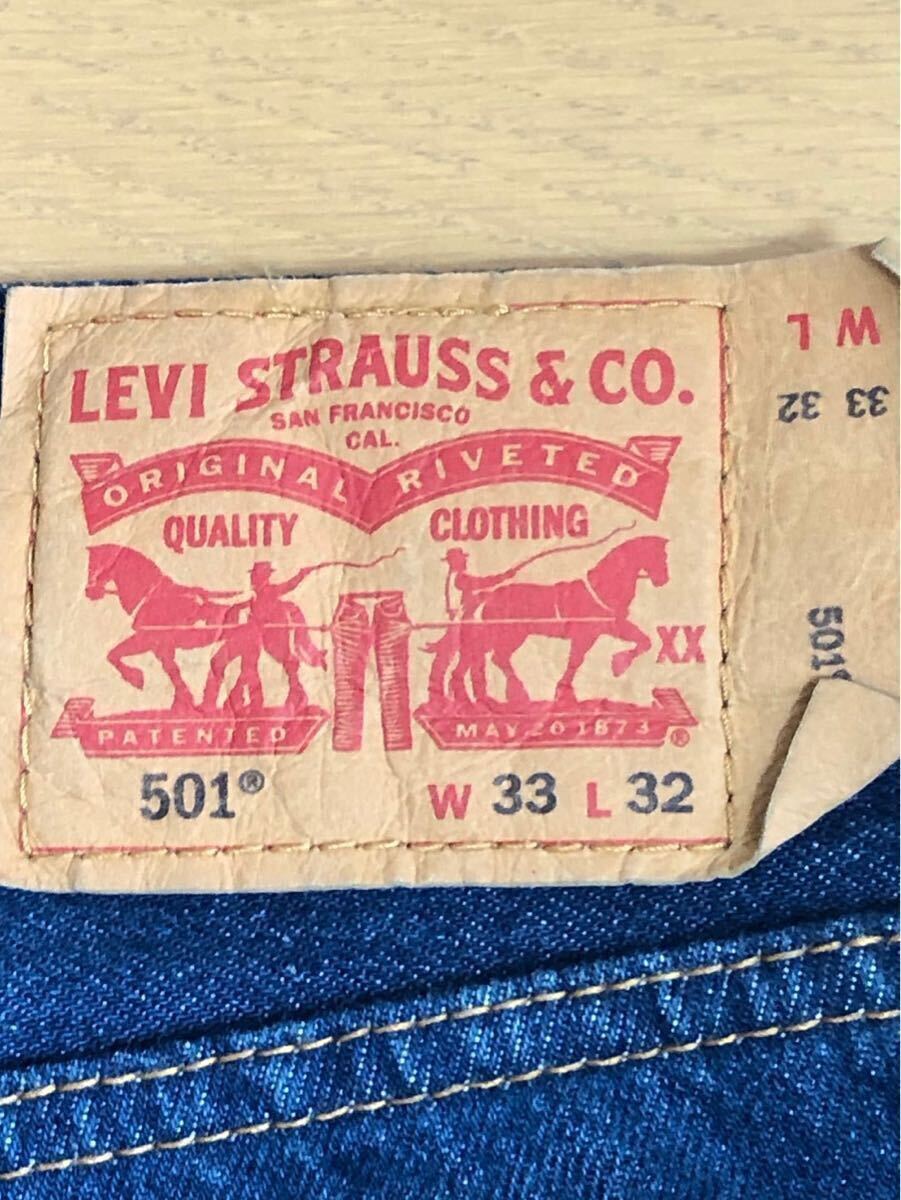 LEVI STRAUSS & CO.
SAN FRANCISCO
CAL.
ORIGINAL RIVETED
QUALITY CLOTHING
XX
PATENTED MAY 20 1873 ®
501® W 33 L 32
W L
33 32
501